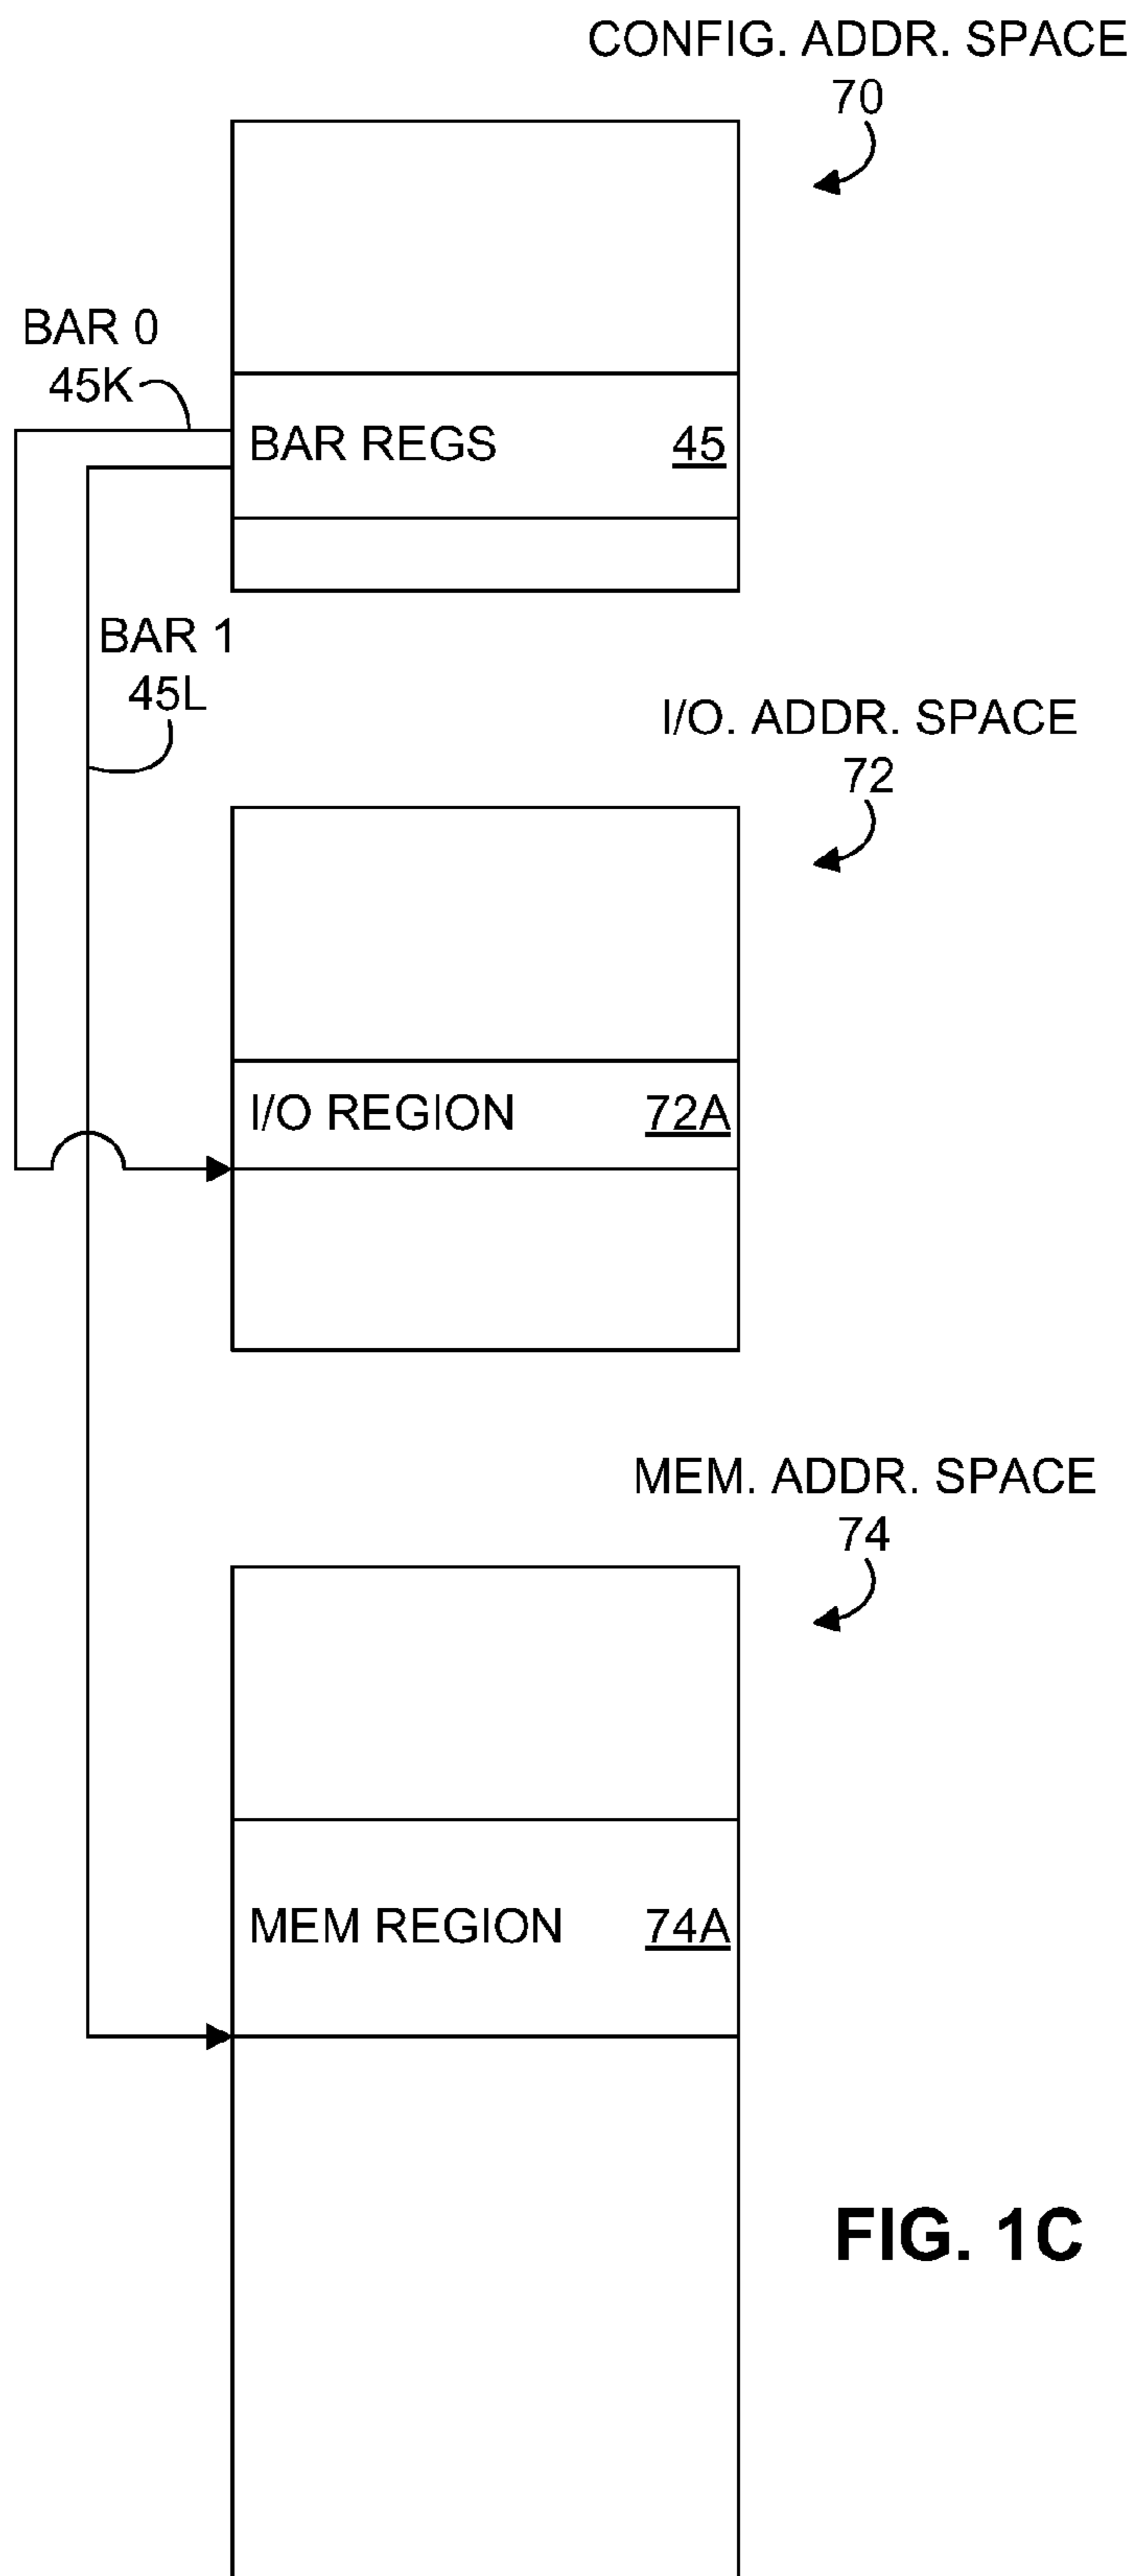 CONFIG. ADDR. SPACE
70
BAR 0
45K
BAR REGS 45
BAR 1
45L
I/O. ADDR. SPACE
72
I/O REGION 72A
MEM. ADDR. SPACE
74
MEM REGION 74A
FIG. 1C